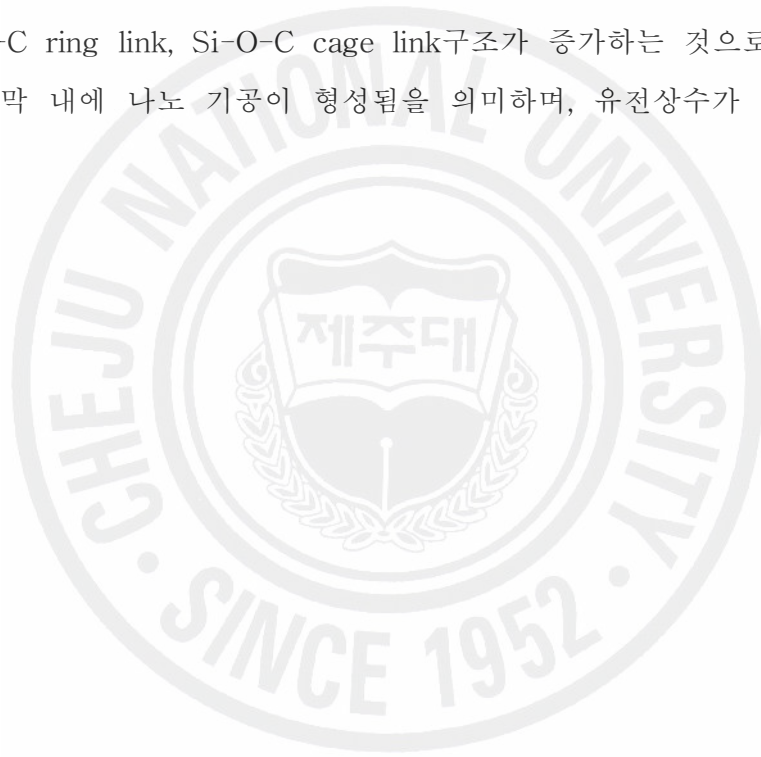 -C ring link, Si-O-C cage link구조가 증가하는 것으로
막 내에 나노 기공이 형성됨을 의미하며, 유전상수가
CHEJU NATIONAL UNIVERSITY
제주대
SINCE 1952